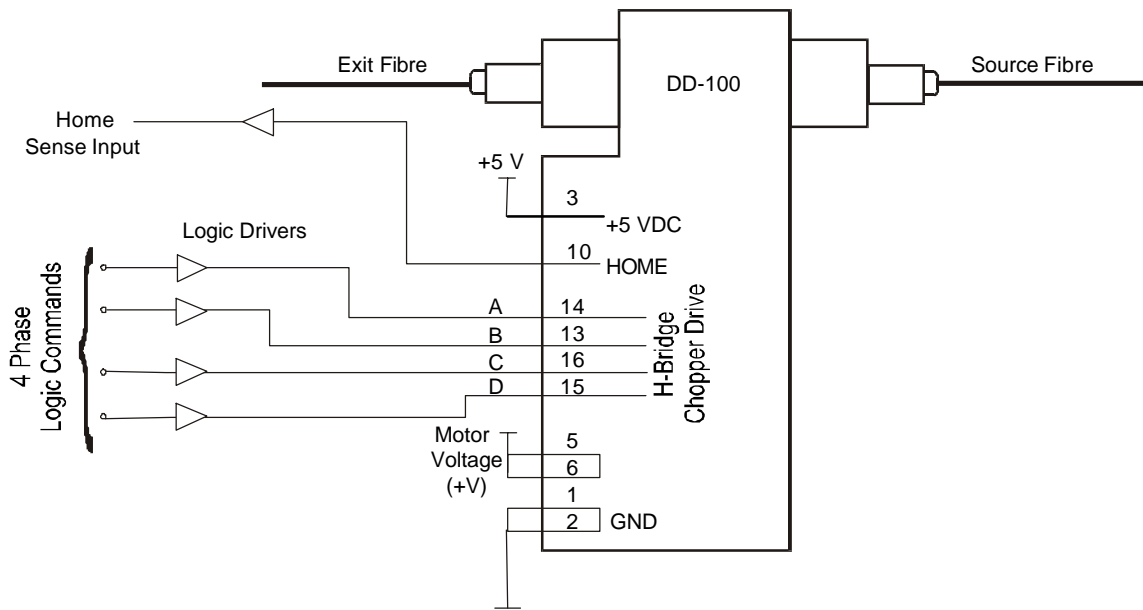 Exit Fibre
DD-100
Source Fibre
Home
Sense Input
+5 V
3
+5 VDC
Logic Drivers
10
HOME
4 Phase
Logic Commands
A
14
B
13
C
16
D
15
H-Bridge
Chopper Drive
Motor
Voltage
(+V)
5
6
1
2
GND